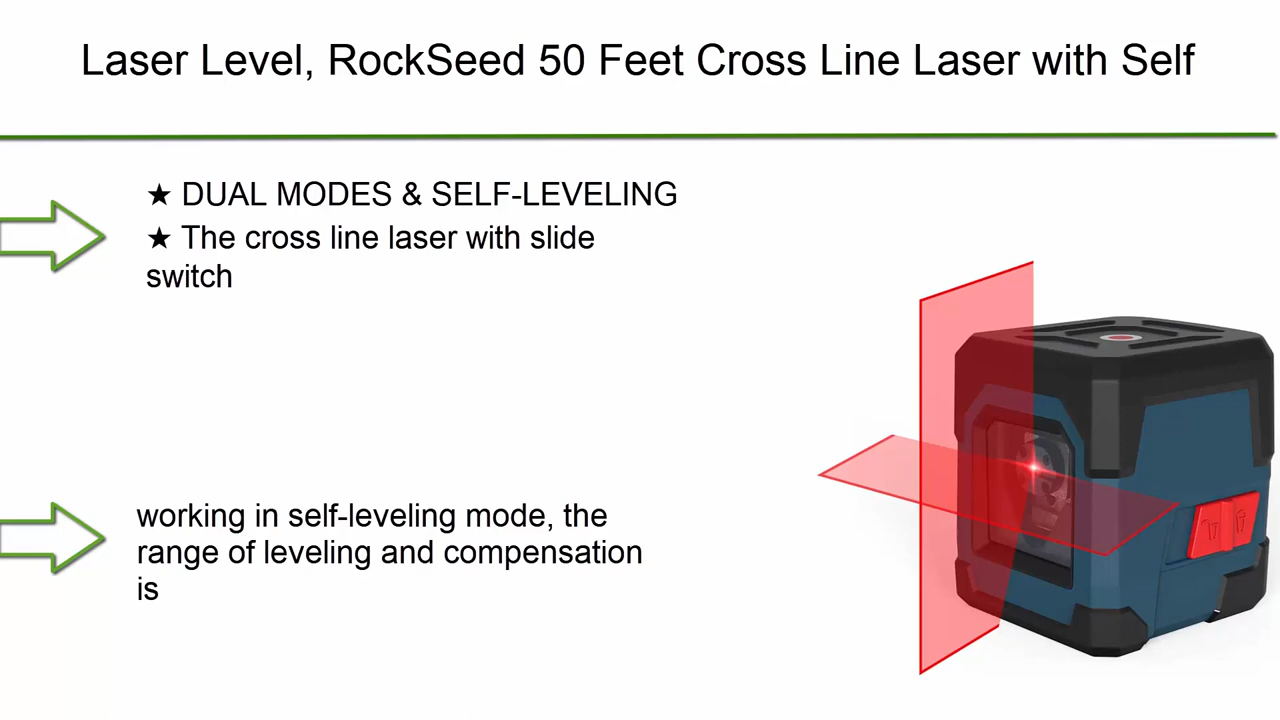 Laser Level, RockSeed 50 Feet Cross Line Laser with Self
★ DUAL MODES & SELF-LEVELING
★ The cross line laser with slide
switch
working in self-leveling mode, the
range of leveling and compensation
is